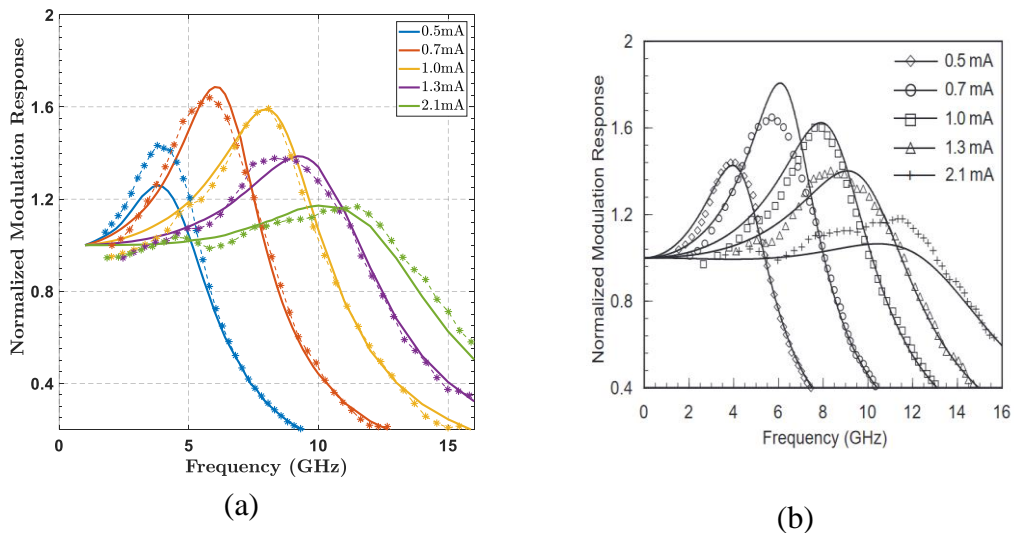 Normalized Modulation Response
2
1.6
1.2
0.8
0.4
0 5 10 15
Frequency (GHz)
0.5mA
0.7mA
1.0mA
1.3mA
2.1mA
(a)
Normalized Modulation Response
2
1.6
1.2
0.8
0.4
0 2 4 6 8 10 12 14 16
Frequency (GHz)
0.5 mA
0.7 mA
1.0 mA
1.3 mA
2.1 mA
(b)